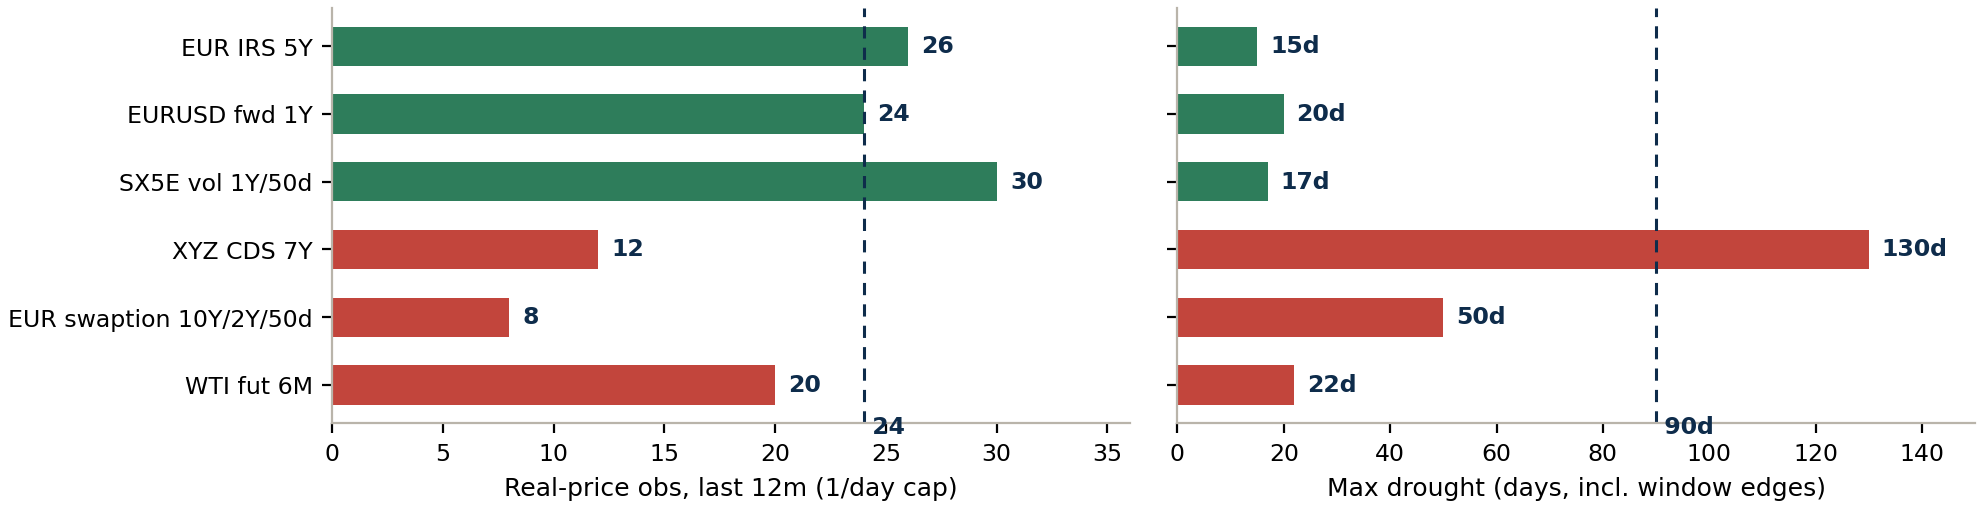 EUR IRS 5Y
26
15d
EURUSD fwd 1Y
24
20d
SX5E vol 1Y/50d
30
17d
XYZ CDS 7Y
12
130d
EUR swaption 10Y/2Y/50d
8
50d
WTI fut 6M
20
22d
24
90d
0 5 10 15 20 25 30 35
0 20 40 60 80 100 120 140
Real-price obs, last 12m (1/day cap)
Max drought (days, incl. window edges)